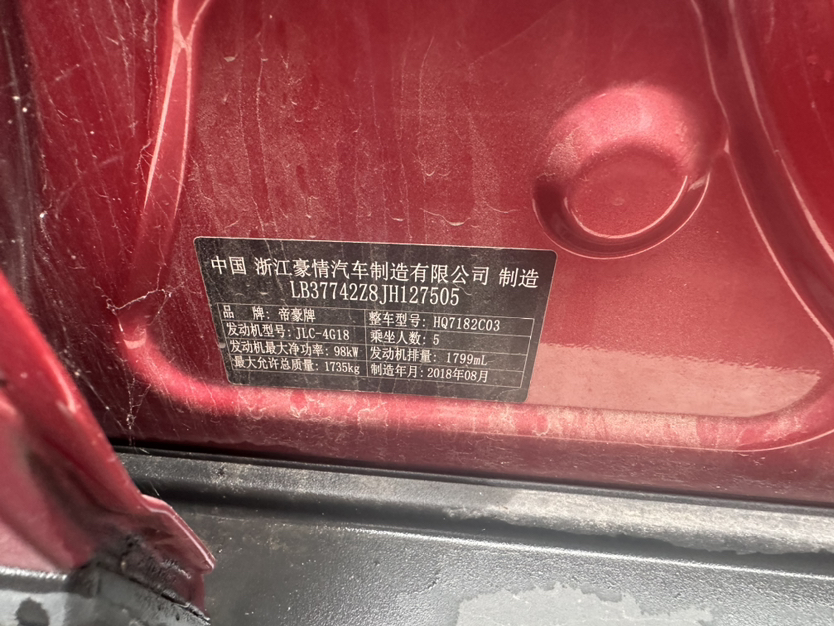 中国 浙江豪情汽车制造有限公司 制造
LB37742Z8JH127505
品 牌: 帝豪牌 整车型号: HQ7182C03
发动机型号: JLC-4G18 乘坐人数: 5
发动机最大净功率: 98kW 发动机排量: 1799mL
最大允许总质量: 1735kg 制造年月: 2018年08月